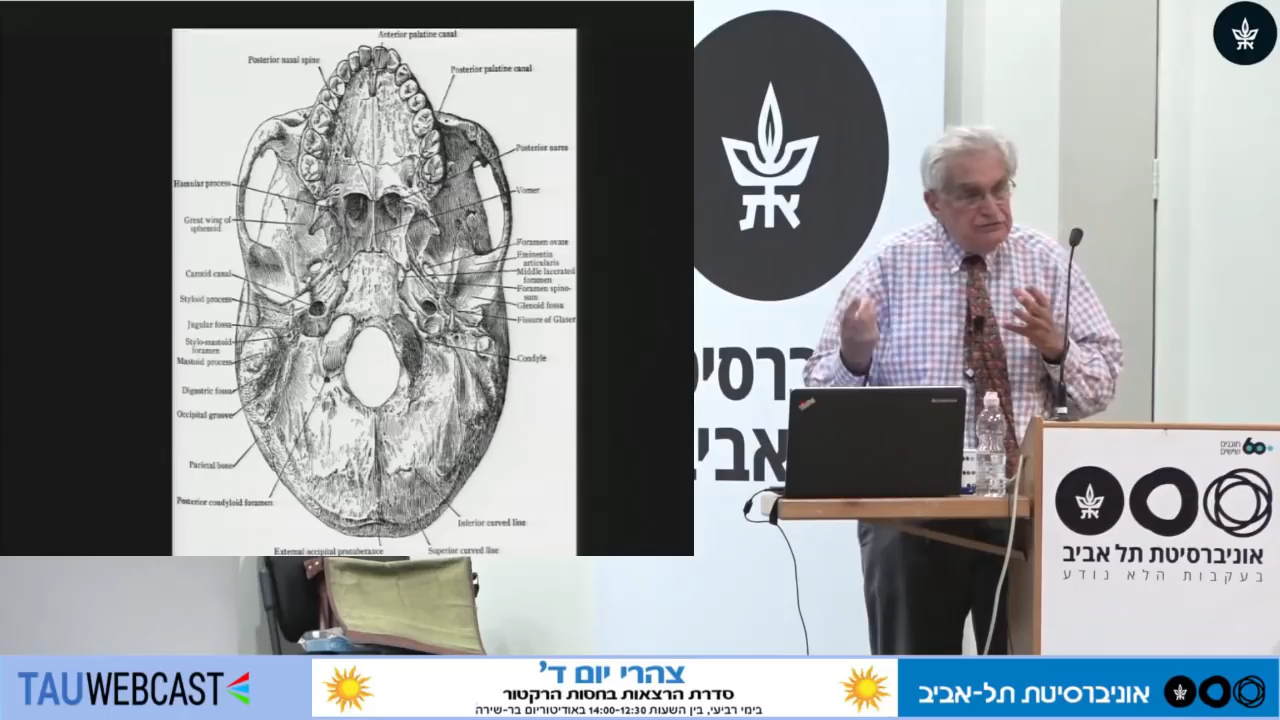 Anterior palatine canal
Posterior nasal spine
Posterior palatine canal
Posterior nares
Hamular process
Vomer
Great wing of
sphenoid
Foramen ovale
Eminentia
articularis
Middle lacerated
foramen
Carotid canal
Foramen spino-
sum
Styloid process
Glenoid fossa
Jugular fossa
Fissure of Glaser
Stylo-mastoid
foramen
Mastoid process
Condyle
Digastric fossa
Occipital groove
Parietal bone
Posterior condyloid foramen
Inferior curved line
External occipital protuberance
Superior curved line
את
חוגגים
שישים
60
אוניברסיטת תל אביב
בעקבות הלא נודע
TAUWEBCAST
צהרי יום ד'
סדרת הרצאות בחסות הרקטור
בימי רביעי, בין השעות 14:00-12:30 באודיטוריום בר-שירה
אוניברסיטת תל-אביב